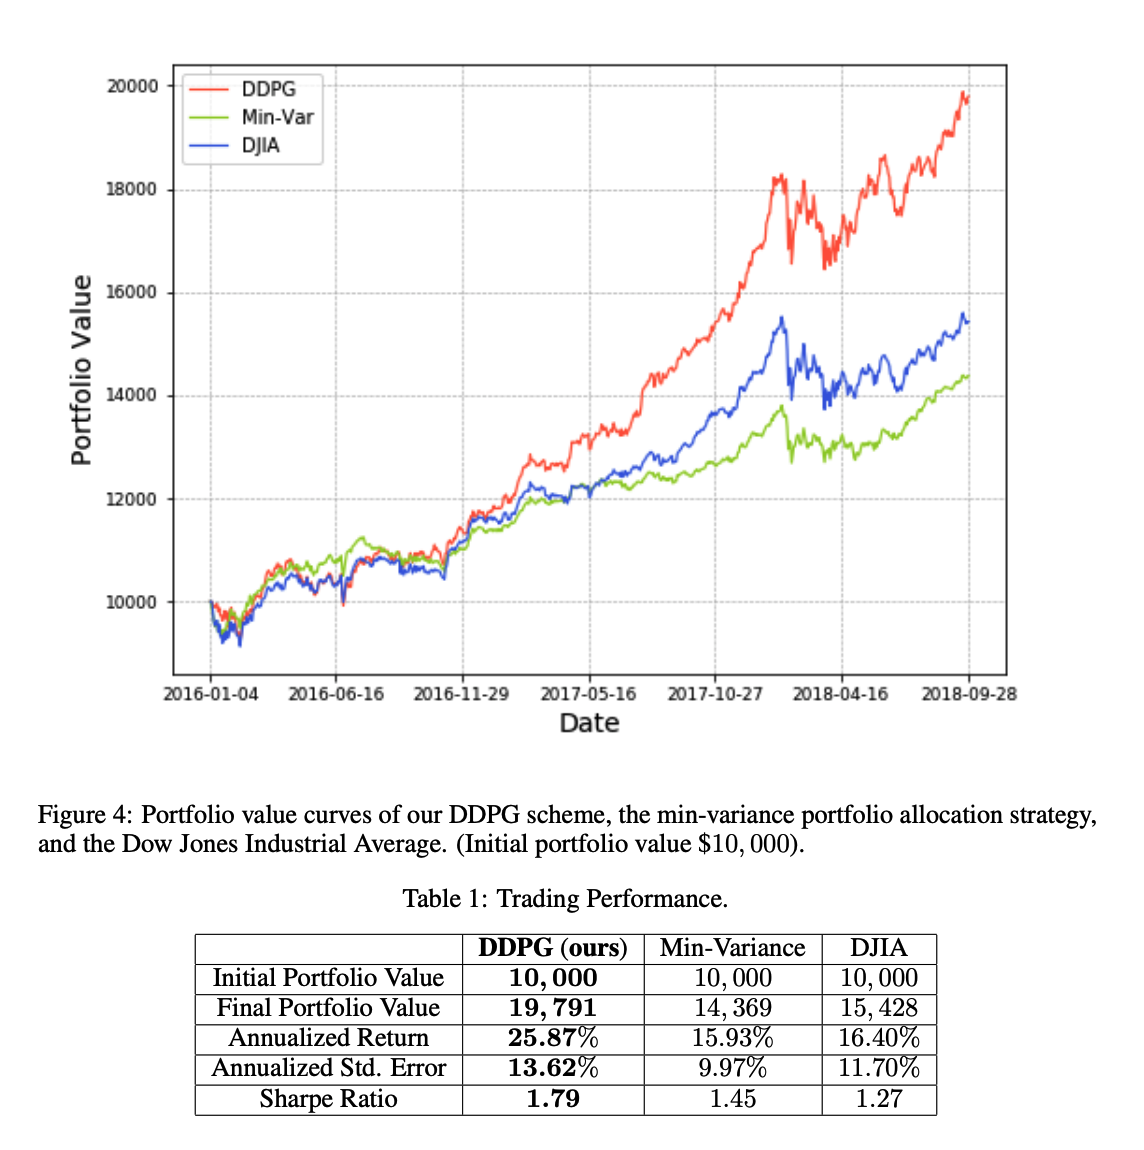 20000
18000
16000
14000
12000
10000
Portfolio Value
DDPG
Min-Var
DJIA
2016-01-04 2016-06-16 2016-11-29 2017-05-16 2017-10-27 2018-04-16 2018-09-28
Date
Figure 4: Portfolio value curves of our DDPG scheme, the min-variance portfolio allocation strategy,
and the Dow Jones Industrial Average. (Initial portfolio value $10, 000).
Table 1: Trading Performance.
DDPG (ours) Min-Variance DJIA
Initial Portfolio Value 10, 000 10, 000 10, 000
Final Portfolio Value 19, 791 14, 369 15, 428
Annualized Return 25.87% 15.93% 16.40%
Annualized Std. Error 13.62% 9.97% 11.70%
Sharpe Ratio 1.79 1.45 1.27